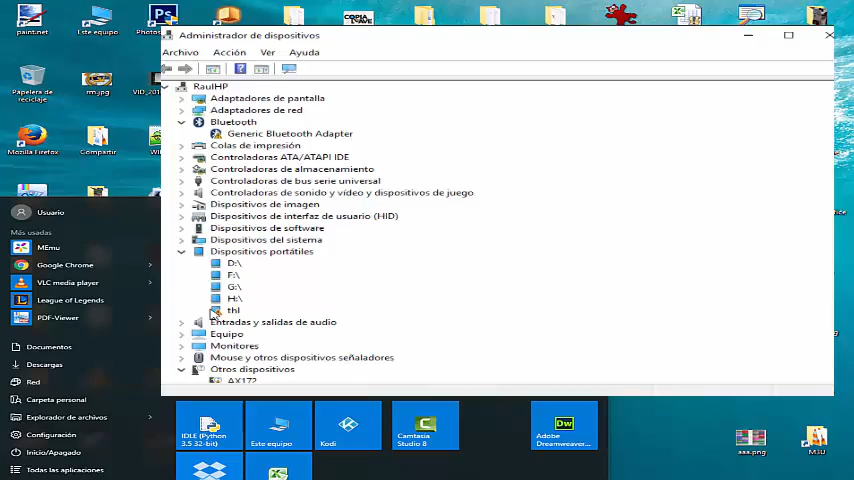 paint.net
Este equipo
Photos
COPIA
Administrador de dispositivos
Archivo Acción Ver Ayuda
Papelera de reciclaje
rm.jpg
VID_20
Mozilla Firefox
Compartir
RaulHP
Adaptadores de pantalla
Adaptadores de red
Bluetooth
Generic Bluetooth Adapter
Colas de impresión
Controladoras ATA/ATAPI IDE
Controladoras de almacenamiento
Controladoras de bus serie universal
Controladoras de sonido y vídeo y dispositivos de juego
Dispositivos de imagen
Dispositivos de interfaz de usuario (HID)
Dispositivos de software
Dispositivos del sistema
Dispositivos portátiles
D:\
F:\
G:\
H:\
thl
Entradas y salidas de audio
Equipo
Monitores
Mouse y otros dispositivos señaladores
Otros dispositivos
AX172
Usuario
Más usadas
MEmu
Google Chrome
VLC media player
League of Legends
PDF-Viewer
Documentos
Descargas
Red
Carpeta personal
Explorador de archivos
Configuración
Inicio/Apagado
Todas las aplicaciones
IDLE (Python
3.5 32-bit)
Este equipo
Kodi
Camtasia
Studio 8
Dw
Adobe
Dreamweaver...
aaa.png
M3U